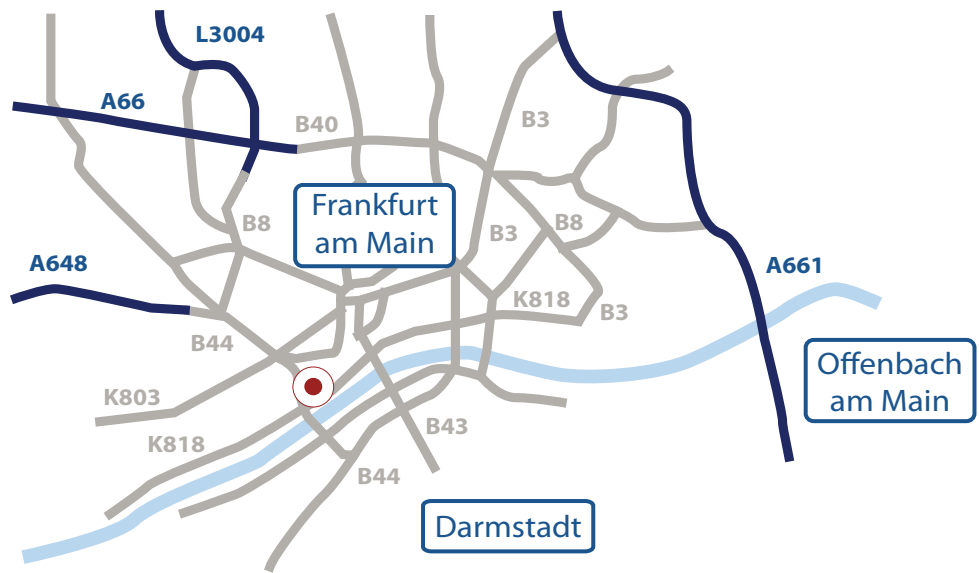 L3004
A66
B40
B3
Frankfurt
am Main
B8
B3
B8
A648
A661
K818
B3
B44
Offenbach
am Main
K803
K818
B43
B44
Darmstadt